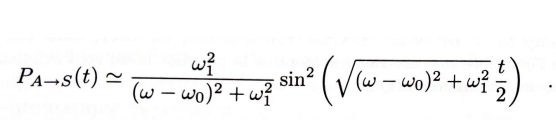 P_{A→S}(t) ≃ \frac{ω_1^2}{(ω − ω_0)^2 + ω_1^2} \sin^2 \left( \sqrt{(ω − ω_0)^2 + ω_1^2} \frac{t}{2} \right) .